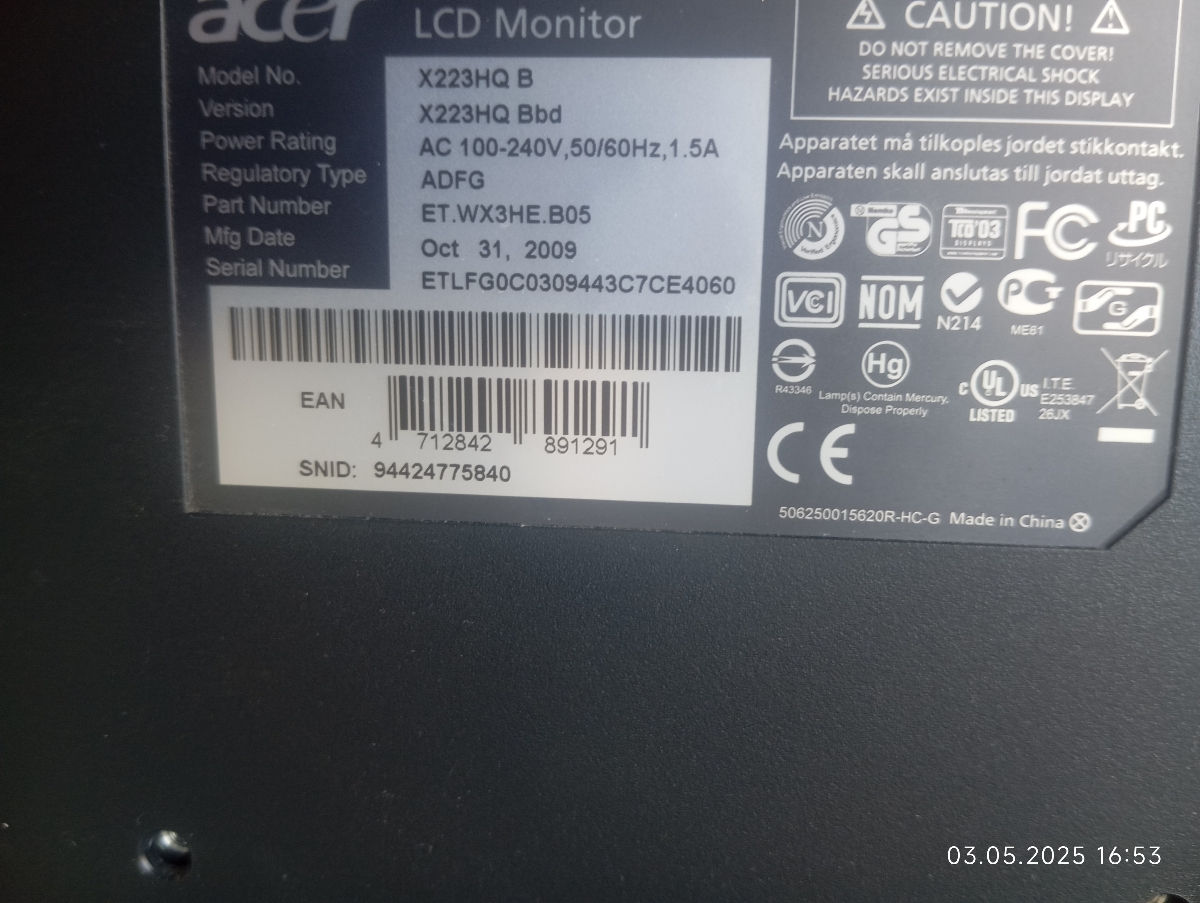 acer LCD Monitor
Model No. X223HQ B
Version X223HQ Bbd
Power Rating AC 100-240V,50/60Hz,1.5A
Regulatory Type ADFG
Part Number ET.WX3HE.B05
Mfg Date Oct 31, 2009
Serial Number ETLFG0C0309443C7CE4060
EAN
4 712842 891291
SNID: 94424775840
CAUTION!
DO NOT REMOVE THE COVER!
SERIOUS ELECTRICAL SHOCK
HAZARDS EXIST INSIDE THIS DISPLAY
Apparatet må tilkoples jordet stikkontakt.
Apparaten skall anslutas till jordat uttag.
N GS TCO'03 FC PC
DISPLAYS
リサイクル
VCI NOM N214 PCT ME61 G
R43346
Hg
Lamp(s) Contain Mercury,
Dispose Properly
C UL US
LISTED
I.T.E.
E253847
26JX
CE
506250015620R-HC-G Made in China
03.05.2025 16:53